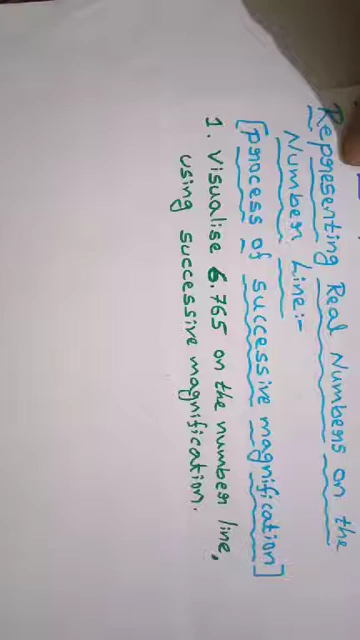 Representing Real Numbers on the
Number Line:-
[process of successive magnification]
1. Visualise 6.765 on the number line,
using successive magnification.